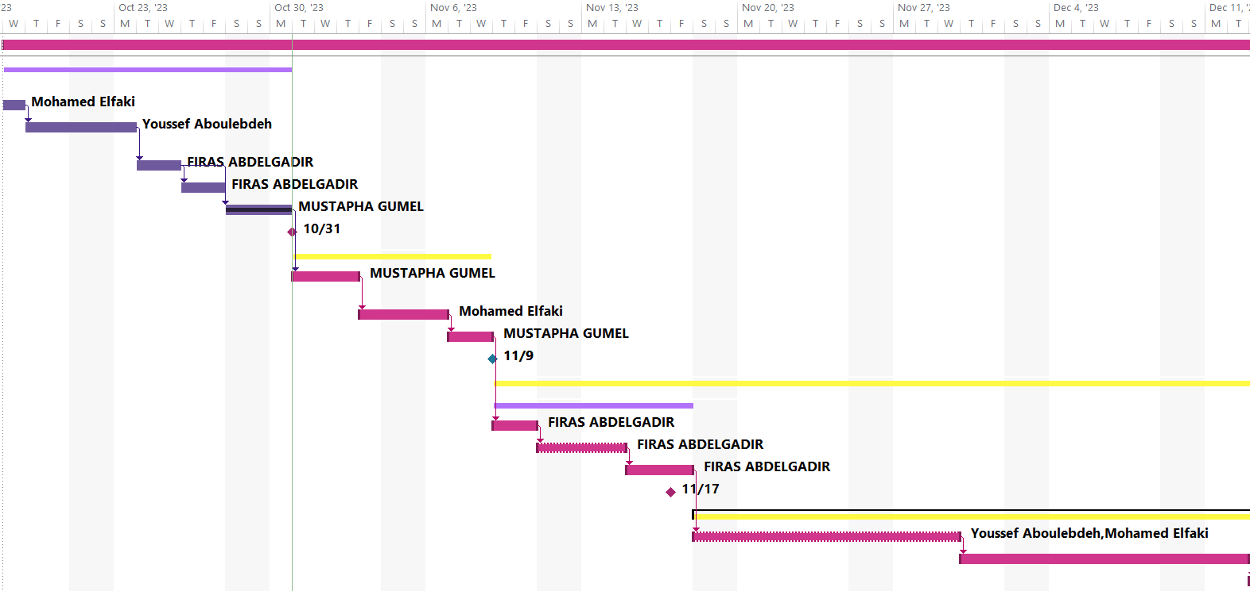 23 Oct 23, '23 Oct 30, '23 Nov 6, '23 Nov 13, '23 Nov 20, '23 Nov 27, '23 Dec 4, '23 Dec 11, '2
W T F S S M T W T F S S M T W T F S S M T W T F S S M T W T F S S M T W T F S S M T W T F S S M T W T F S S M T
Mohamed Elfaki
Youssef Aboulebdeh
FIRAS ABDELGADIR
FIRAS ABDELGADIR
MUSTAPHA GUMEL
10/31
MUSTAPHA GUMEL
Mohamed Elfaki
MUSTAPHA GUMEL
11/9
FIRAS ABDELGADIR
FIRAS ABDELGADIR
FIRAS ABDELGADIR
11/17
Youssef Aboulebdeh,Mohamed Elfaki